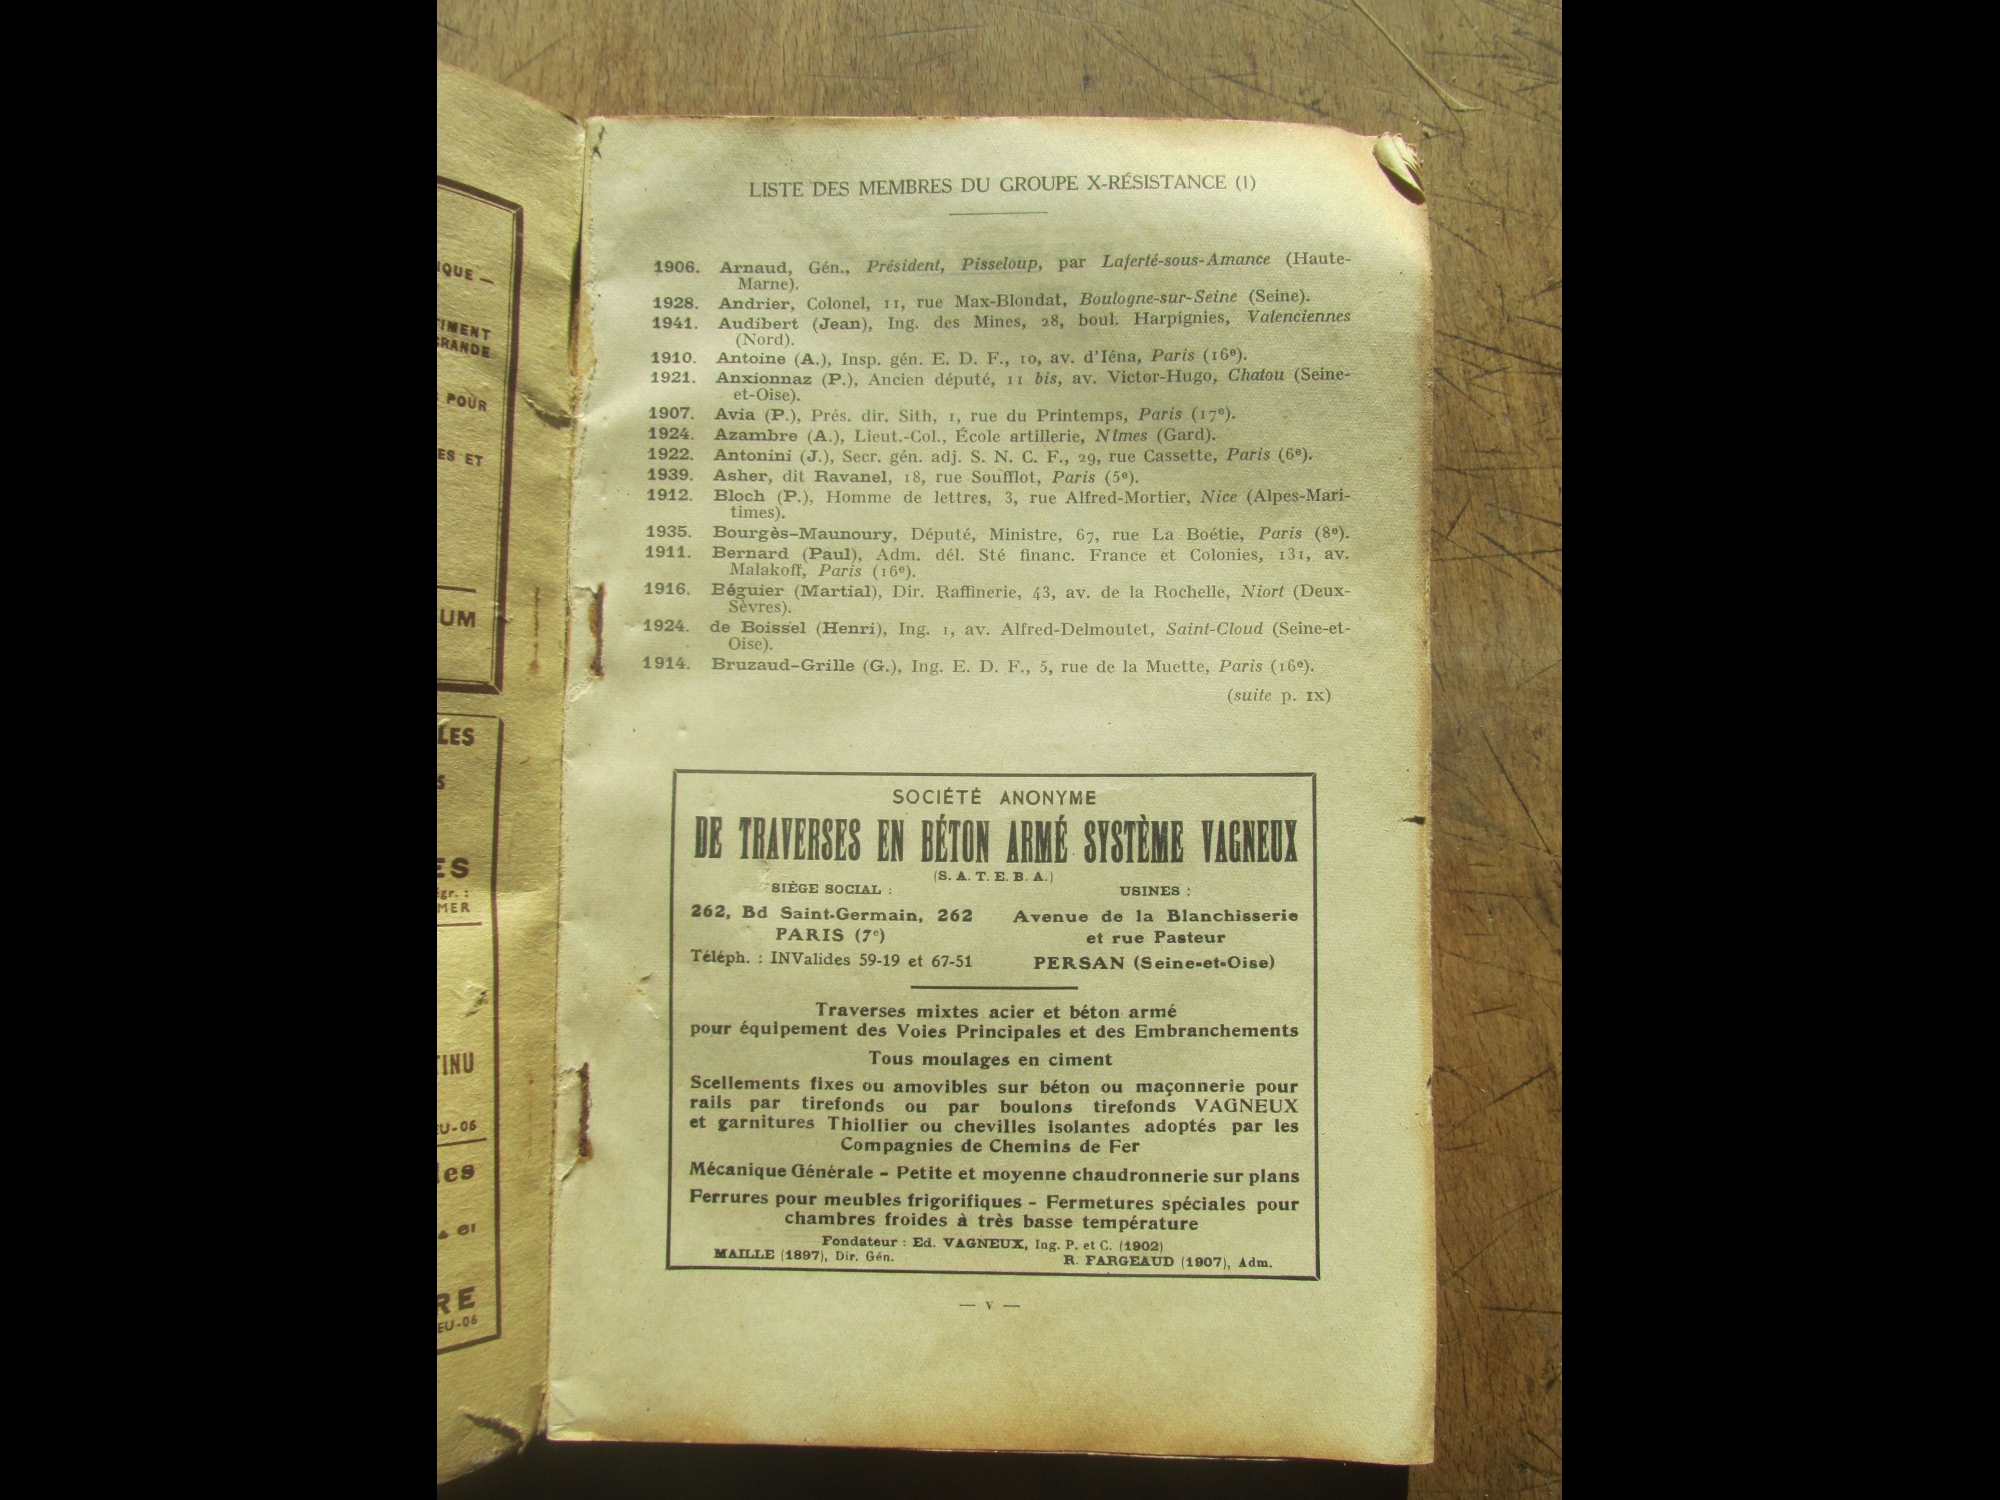 LISTE DES MEMBRES DU GROUPE X-RÉSISTANCE (1)
1906. Arnaud, Gén., Président, Pisseloup, par Laferté-sous-Amance (Haute-
Marne).
1928. Andrier, Colonel, 11, rue Max-Blondat, Boulogne-sur-Seine (Seine).
1941. Audibert (Jean), Ing. des Mines, 28, boul. Harpignies, Valenciennes
(Nord).
1910. Antoine (A.), Insp. gén. E. D. F., 10, av. d'Iéna, Paris (16e).
1921. Anxionnaz (P.), Ancien député, 11 bis, av. Victor-Hugo, Chatou (Seine-
et-Oise).
1907. Avia (P.), Prés. dir. Sith, 1, rue du Printemps, Paris (17e).
1924. Azambre (A.), Lieut.-Col., École artillerie, Nîmes (Gard).
1922. Antonini (J.), Secr. gén. adj. S. N. C. F., 29, rue Cassette, Paris (6e).
1939. Asher, dit Ravanel, 18, rue Soufflot, Paris (5e).
1912. Bloch (P.), Homme de lettres, 3, rue Alfred-Mortier, Nice (Alpes-Mari-
times).
1935. Bourgès-Maunoury, Député, Ministre, 67, rue La Boétie, Paris (8e).
1911. Bernard (Paul), Adm. dél. Sté financ. France et Colonies, 131, av.
Malakoff, Paris (16e).
1916. Béguier (Martial), Dir. Raffinerie, 43, av. de la Rochelle, Niort (Deux-
Sèvres).
1924. de Boissel (Henri), Ing. 1, av. Alfred-Delmoutet, Saint-Cloud (Seine-et-
Oise).
1914. Bruzaud-Grille (G.), Ing. E. D. F., 5, rue de la Muette, Paris (16e).
(suite p. IX)
SOCIÉTÉ ANONYME
DE TRAVERSES EN BÉTON ARMÉ SYSTÈME VAGNEUX
(S. A. T. E. B. A.)
SIÈGE SOCIAL :
262, Bd Saint-Germain, 262
PARIS (7e)
Téléph. : INValides 59-19 et 67-51
USINES :
Avenue de la Blanchisserie
et rue Pasteur
PERSAN (Seine-et-Oise)
Traverses mixtes acier et béton armé
pour équipement des Voies Principales et des Embranchements
Tous moulages en ciment
Scellements fixes ou amovibles sur béton ou maçonnerie pour
rails par tirefonds ou par boulons tirefonds VAGNEUX
et garnitures Thiollier ou chevilles isolantes adoptés par les
Compagnies de Chemins de Fer
Mécanique Générale - Petite et moyenne chaudronnerie sur plans
Ferrures pour meubles frigorifiques - Fermetures spéciales pour
chambres froides à très basse température
Fondateur : Ed. VAGNEUX, Ing. P. et C. (1902)
MAILLE (1897), Dir. Gén.
R. FARGEAUD (1907), Adm.
— V —